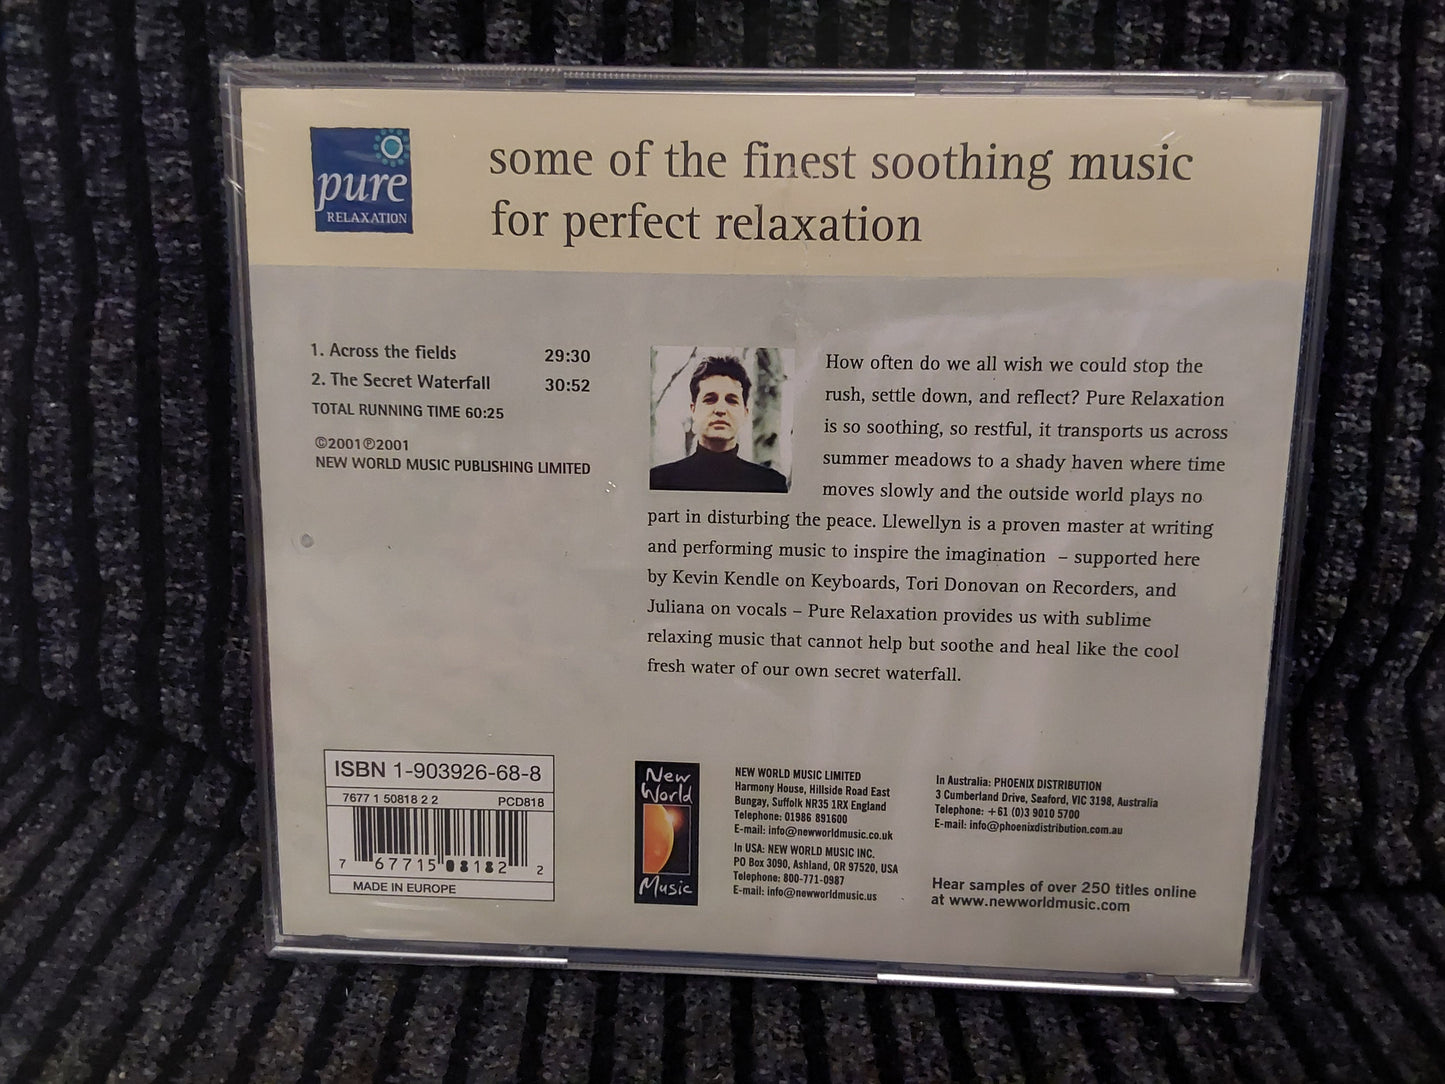 pure
RELAXATION
some of the finest soothing music
for perfect relaxation
1. Across the fields 29:30
2. The Secret Waterfall 30:52
TOTAL RUNNING TIME 60:25
©2001℗2001
NEW WORLD MUSIC PUBLISHING LIMITED
How often do we all wish we could stop the
rush, settle down, and reflect? Pure Relaxation
is so soothing, so restful, it transports us across
summer meadows to a shady haven where time
moves slowly and the outside world plays no
part in disturbing the peace. Llewellyn is a proven master at writing
and performing music to inspire the imagination – supported here
by Kevin Kendle on Keyboards, Tori Donovan on Recorders, and
Juliana on vocals – Pure Relaxation provides us with sublime
relaxing music that cannot help but soothe and heal like the cool
fresh water of our own secret waterfall.
ISBN 1-903926-68-8
7677 1 50818 2 2 PCD818
7 67715 08182 2
MADE IN EUROPE
New
World
Music
NEW WORLD MUSIC LIMITED
Harmony House, Hillside Road East
Bungay, Suffolk NR35 1RX England
Telephone: 01986 891600
E-mail: info@newworldmusic.co.uk
In USA: NEW WORLD MUSIC INC.
PO Box 3090, Ashland, OR 97520, USA
Telephone: 800-771-0987
E-mail: info@newworldmusic.us
In Australia: PHOENIX DISTRIBUTION
3 Cumberland Drive, Seaford, VIC 3198, Australia
Telephone: +61 (0)3 9010 5700
E-mail: info@phoenixdistribution.com.au
Hear samples of over 250 titles online
at www.newworldmusic.com